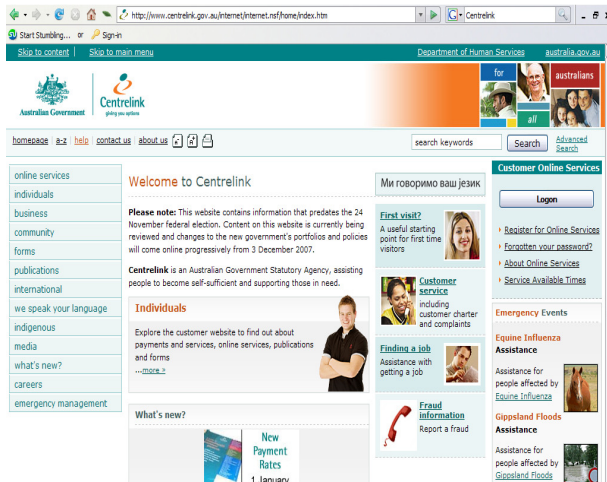 http://www.centrelink.gov.au/internet/internet.nsf/home/index.htm
Centrelink
Start Stumbling... or Sign-in
Skip to content | Skip to main menu
Department of Human Services australia.gov.au
for
australians
all
Australian Government
Centrelink
giving you options
homepage | a-z | help | contact us | about us
search keywords
Search
Advanced Search
online services
individuals
business
community
forms
publications
international
we speak your language
indigenous
media
what's new?
careers
emergency management
Welcome to Centrelink
Please note: This website contains information that predates the 24
November federal election. Content on this website is currently being
reviewed and changes to the new government's portfolios and policies
will come online progressively from 3 December 2007.
Centrelink is an Australian Government Statutory Agency, assisting
people to become self-sufficient and supporting those in need.
Individuals
Explore the customer website to find out about
payments and services, online services, publications
and forms
...more »
What's new?
New
Payment
Rates
1 January
Ми говоримо ваш језик
First visit?
A useful starting
point for first time
visitors
Customer
service
including
customer charter
and complaints
Finding a job
Assistance with
getting a job
Fraud
information
Report a fraud
Customer Online Services
Logon
Register for Online Services
Forgotten your password?
About Online Services
Service Available Times
Emergency Events
Equine Influenza
Assistance
Assistance for
people affected by
Equine Influenza
Gippsland Floods
Assistance
Assistance for
people affected by
Gippsland Floods